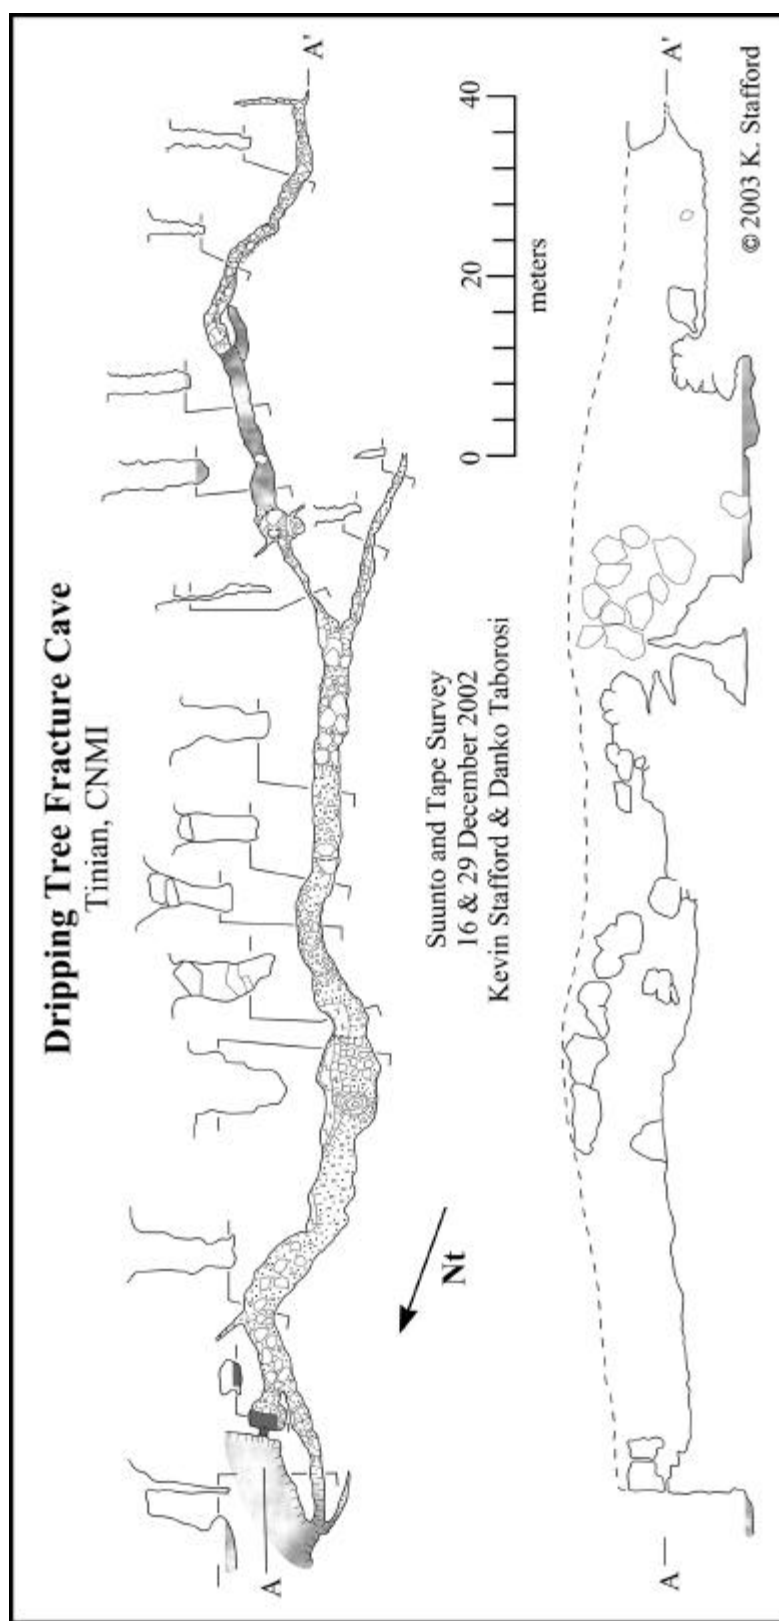 Dripping Tree Fracture Cave
Tinian, CNMI
A
A'
Nt
Suunto and Tape Survey
16 & 29 December 2002
Kevin Stafford & Danko Taborosi
0
20
40
meters
A
A'
© 2003 K. Stafford